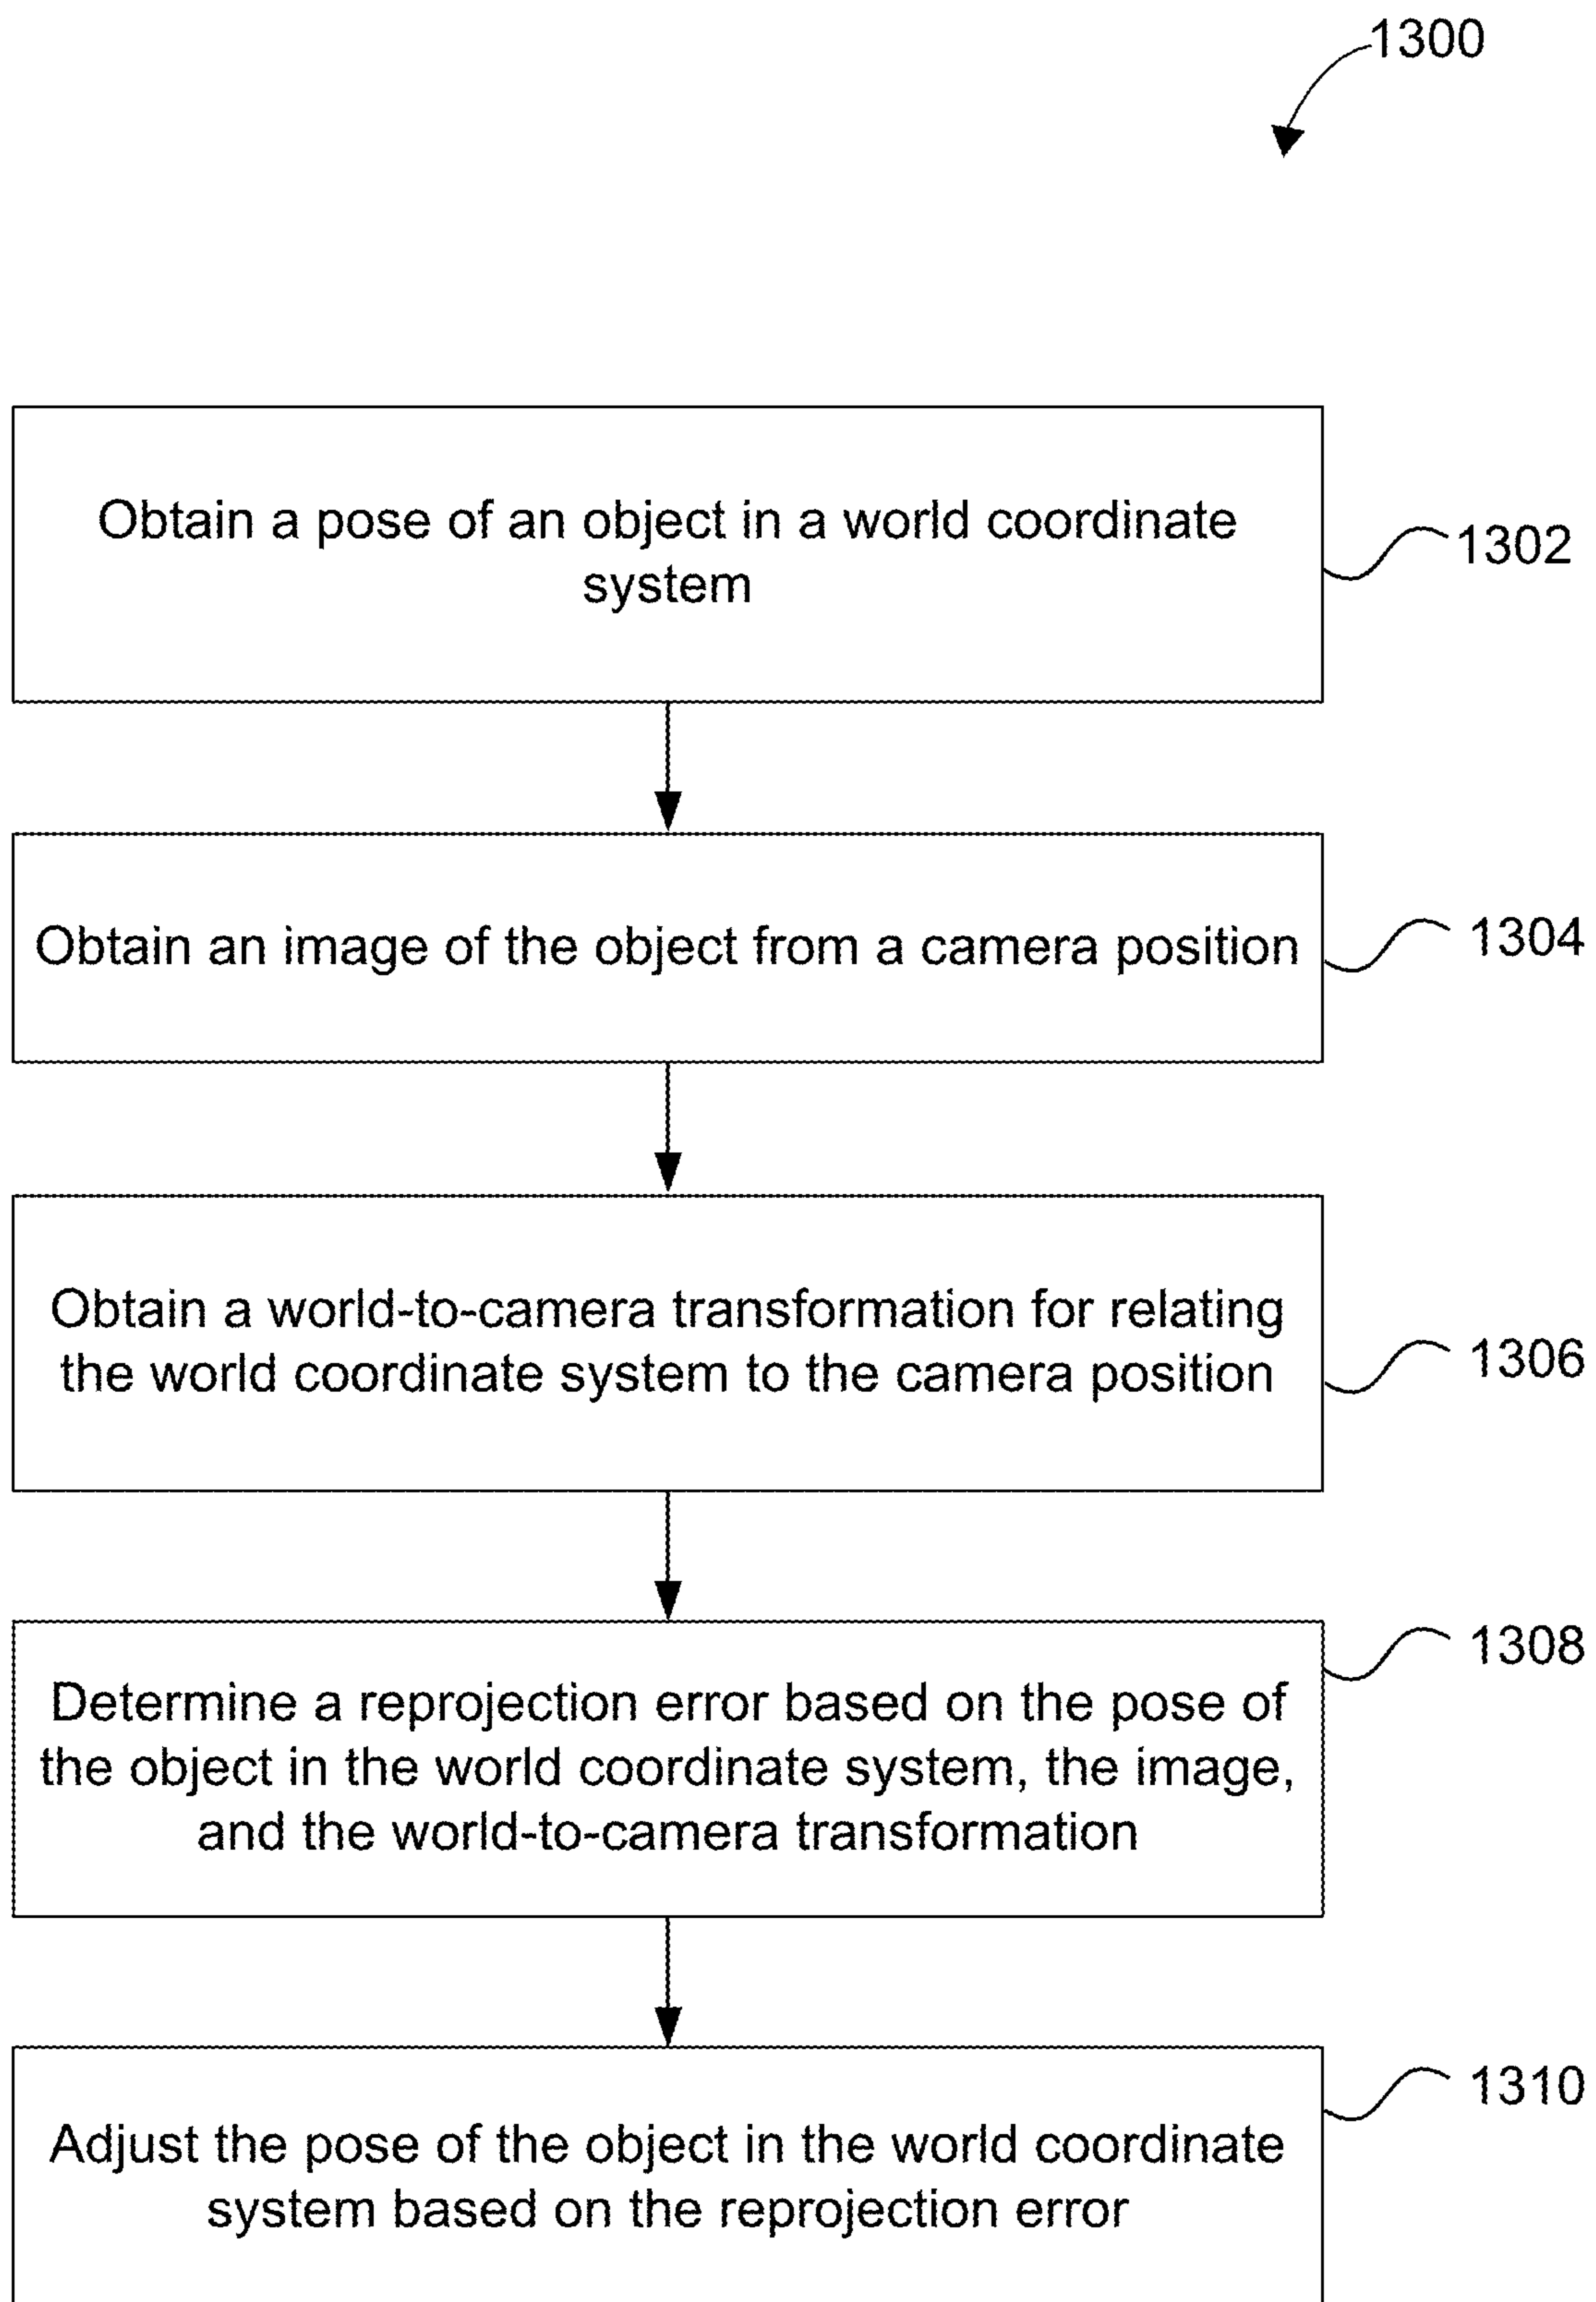 1300
Obtain a pose of an object in a world coordinate
system
1302
Obtain an image of the object from a camera position
1304
Obtain a world-to-camera transformation for relating
the world coordinate system to the camera position
1306
Determine a reprojection error based on the pose of
the object in the world coordinate system, the image,
and the world-to-camera transformation
1308
Adjust the pose of the object in the world coordinate
system based on the reprojection error
1310